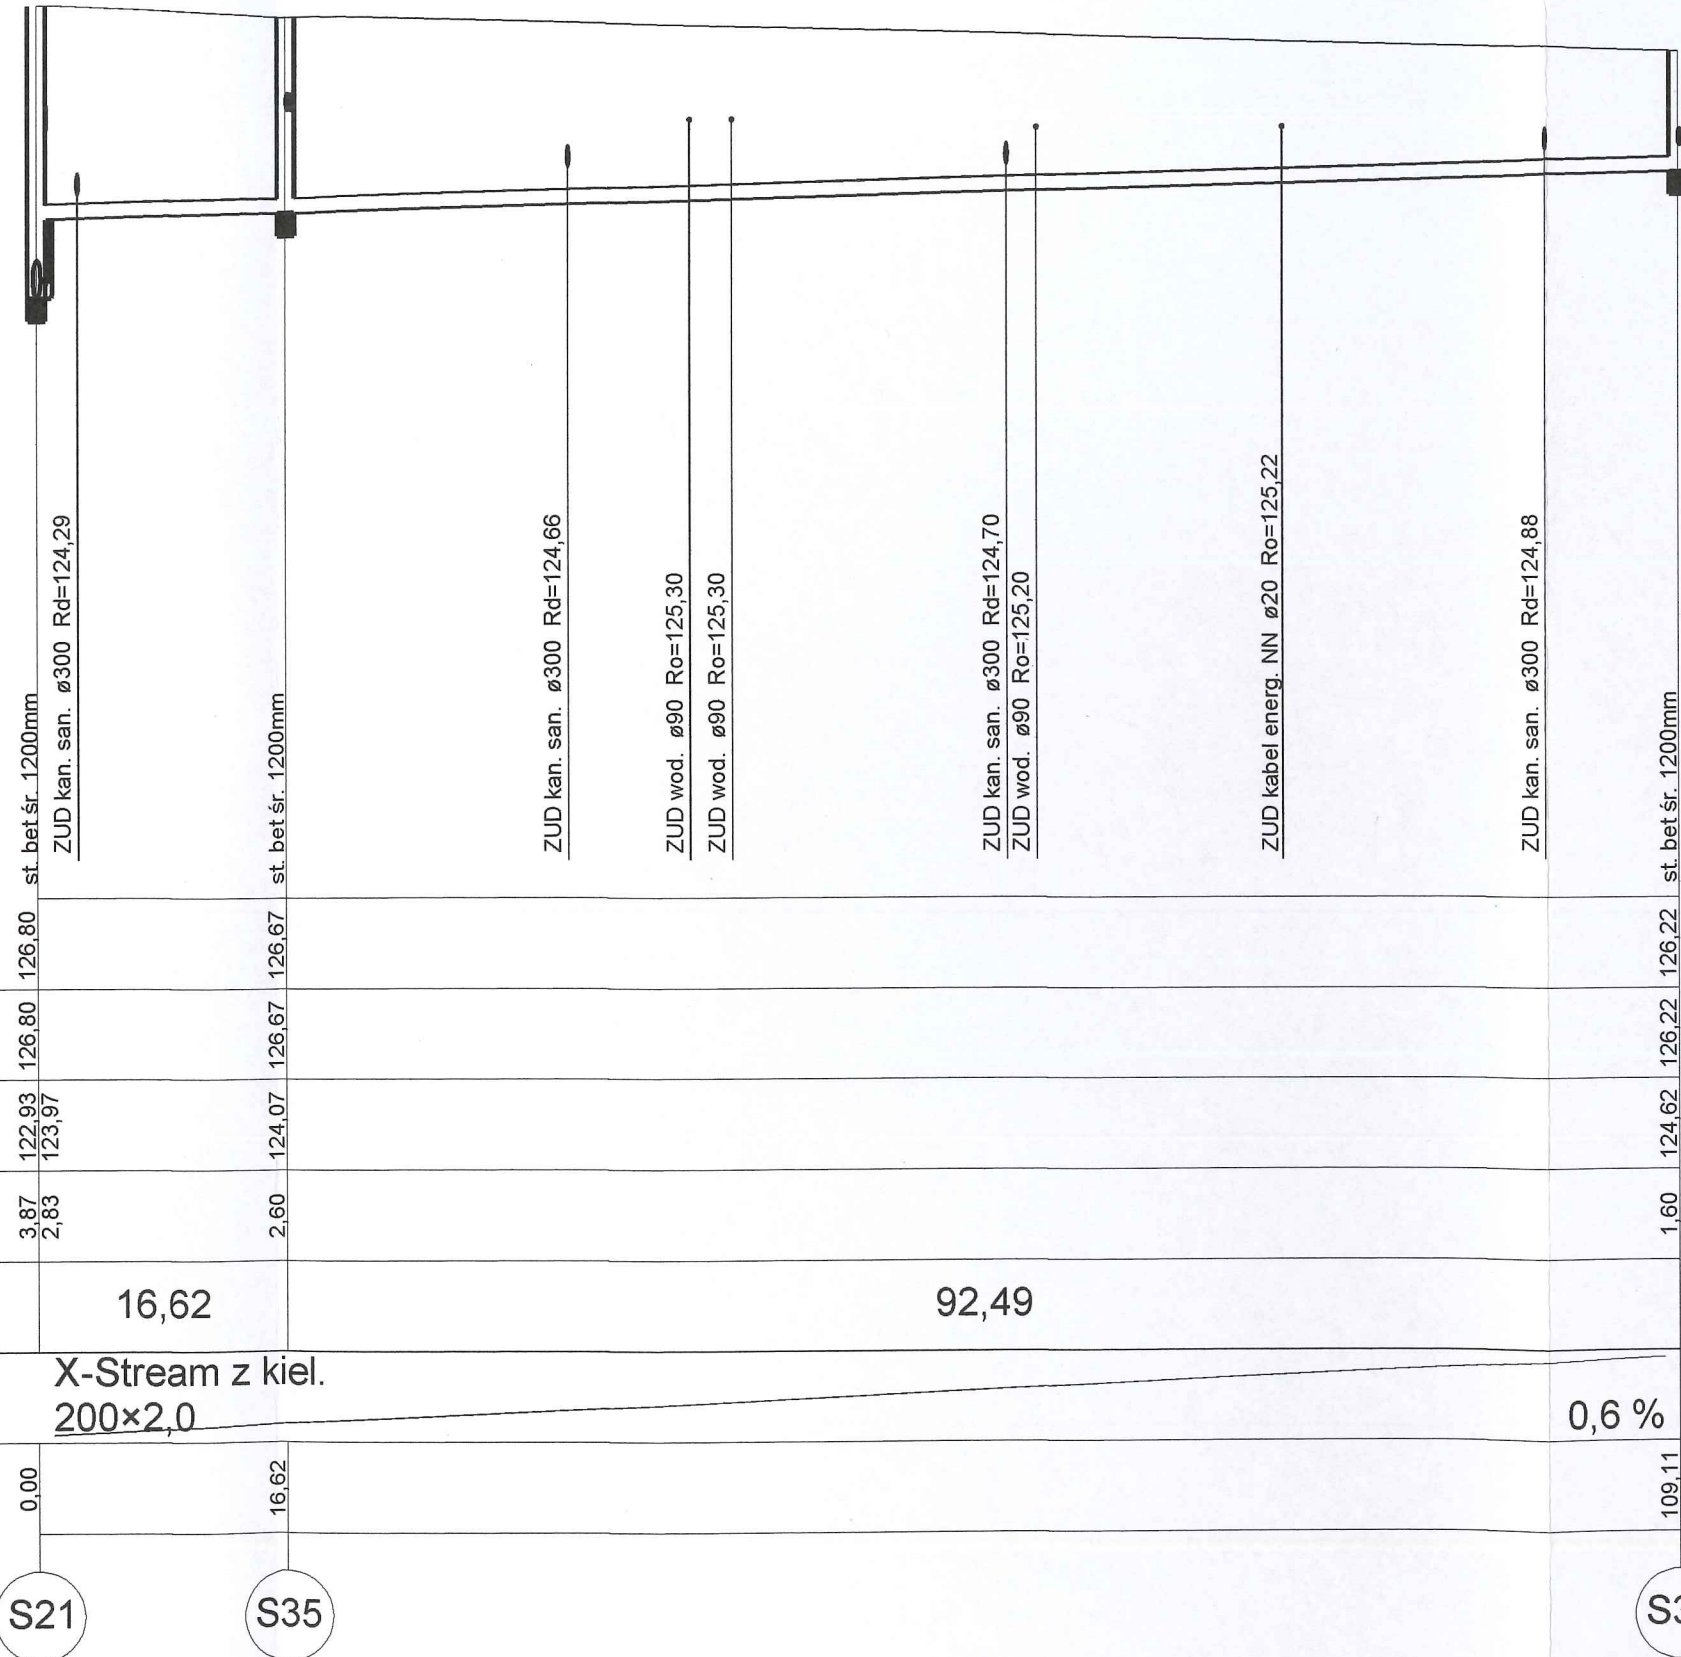 st. bet śr. 1200mm
ZUD kan. san. ø300 Rd=124,29
st. bet śr. 1200mm
ZUD kan. san. ø300 Rd=124,66
ZUD wod. ø90 Ro=125,30
ZUD wod. ø90 Ro=125,30
ZUD kan. san. ø300 Rd=124,70
ZUD wod. ø90 Ro=125,20
ZUD kabel energ. NN ø20 Ro=125,22
ZUD kan. san. ø300 Rd=124,88
st. bet śr. 1200mm
126,80
126,67
126,22
126,80
126,67
126,22
122,93
123,97
124,07
124,62
3,87
2,83
2,60
1,60
16,62
92,49
X-Stream z kiel.
200×2,0
0,6 %
0,00
16,62
109,11
S21
S35